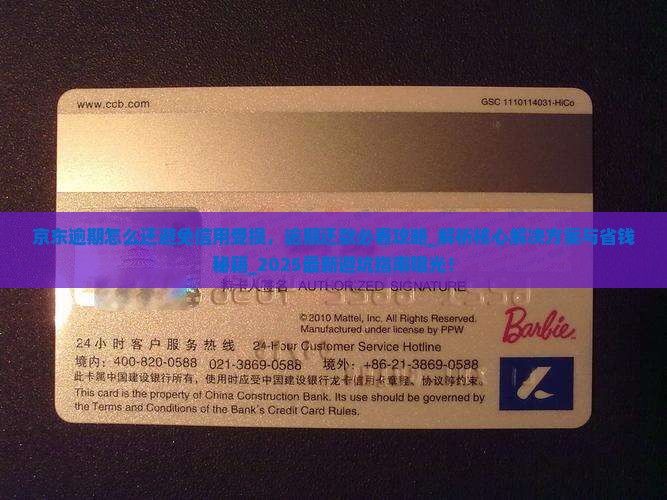 www.ccb.com
GSC 1110114031-HiCo
京东逾期怎么还避免信用受损,逾期还款必看攻略_解析核心解决方案与省钱
秘籍_2025最新避坑指南曝光!
AUTHORIZED SIGNATURE
©2010 Mattel, Inc. All Rights Reserved.
Manufactured under license by PPW
Barbie
24小时客户服务热线 24-Hour Customer Service Hotline
境内: 400-820-0588 021-3869-0588 境外: +86-21-3869-0588
此卡属中国建设银行所有,使用时应受中国建设银行龙卡信用卡章程、协议等约束。
This card is the property of China Construction Bank. Its use should be governed by
the Terms and Conditions of the Bank's Credit Card Rules.